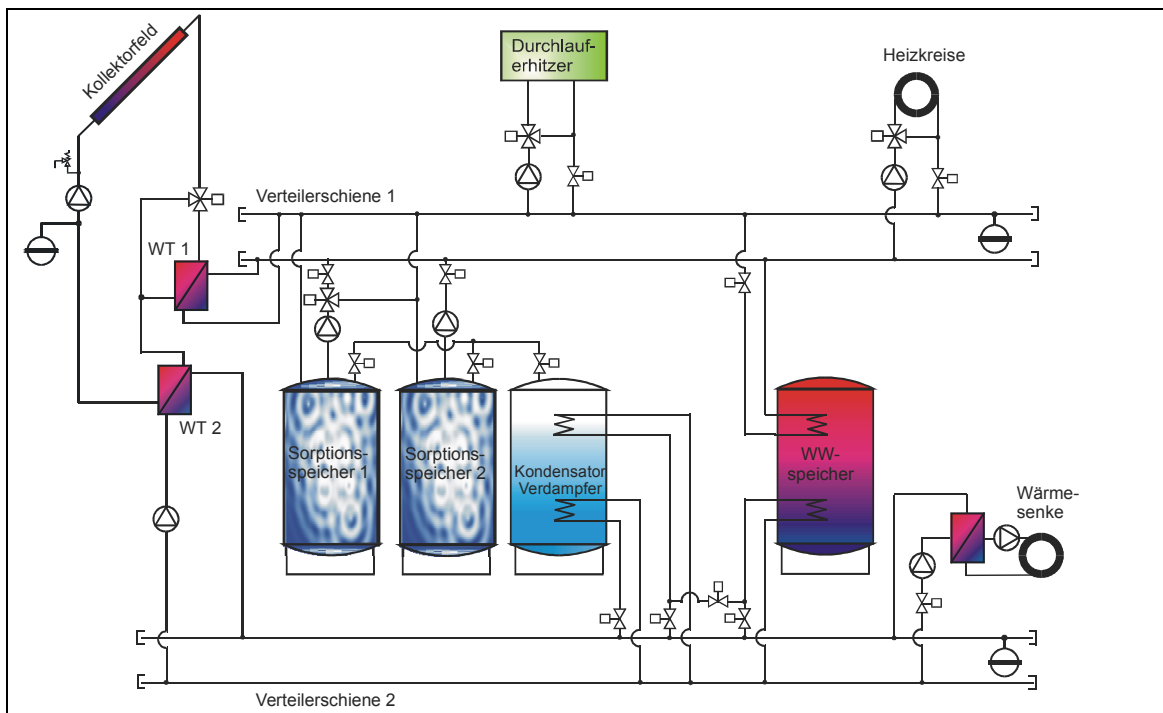 Kollektorfeld
Durchlauf-
erhitzer
Heizkreise
Verteilerschiene 1
WT 1
WT 2
Sorptions-
speicher 1
Sorptions-
speicher 2
Kondensator
Verdampfer
WW-
speicher
Wärme-
senke
Verteilerschiene 2